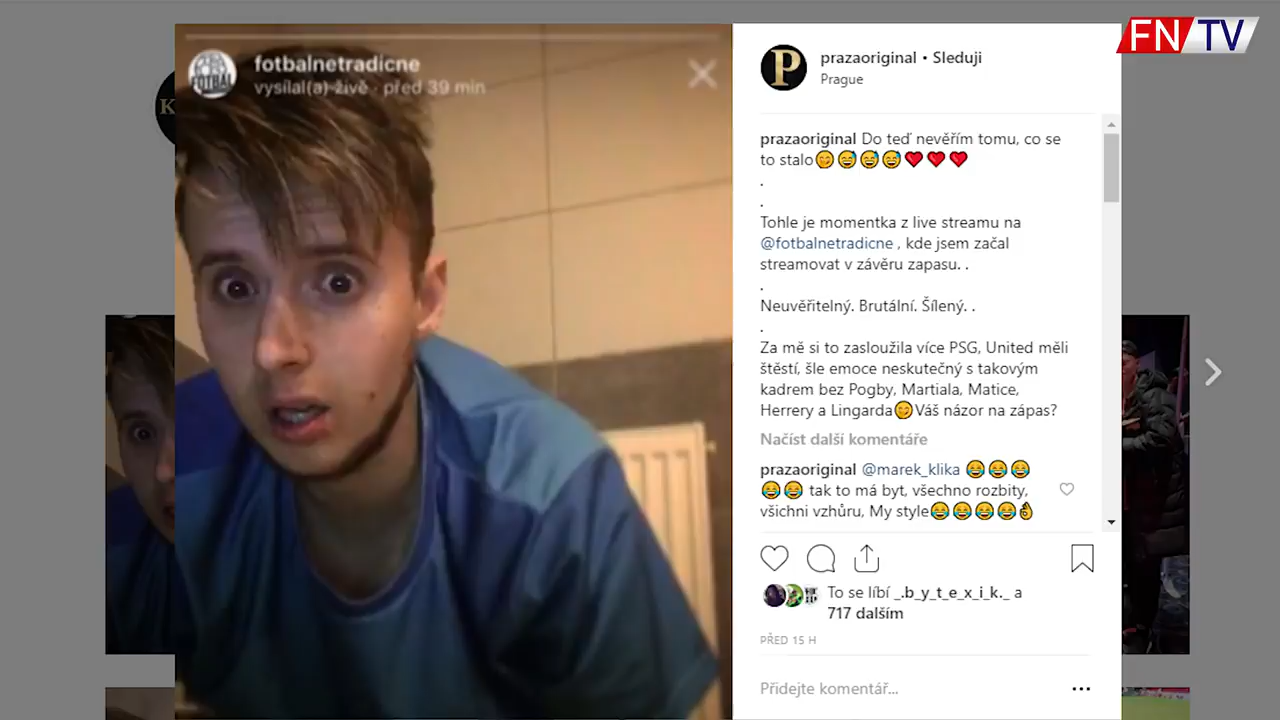 FN TV
fotbalnetradicne
vysílal(a) živě · před 39 min
FOTBAL
K
P
prazaoriginal • Sleduji
Prague
prazaoriginal Do teď nevěřím tomu, co se
to stalo😋😅😅😅❤❤❤
.
.
Tohle je momentka z live streamu na
@fotbalnetradicne , kde jsem začal
streamovat v závěru zapasu. .
.
Neuvěřitelný. Brutální. Šílený. .
.
Za mě si to zasloužila více PSG, United měli
štěstí, šle emoce neskutečný s takovým
kadrem bez Pogby, Martiala, Matice,
Herrery a Lingarda😋Váš názor na zápas?
Načíst další komentáře
prazaoriginal @marek_klika 😂😂😂
😂😂 tak to má byt, všechno rozbity,
všichni vzhůru, My style😂😂😂😂👌
To se líbí _.b_y_t_e_x_i_k._ a
717 dalším
PŘED 15 H
Přidejte komentář...